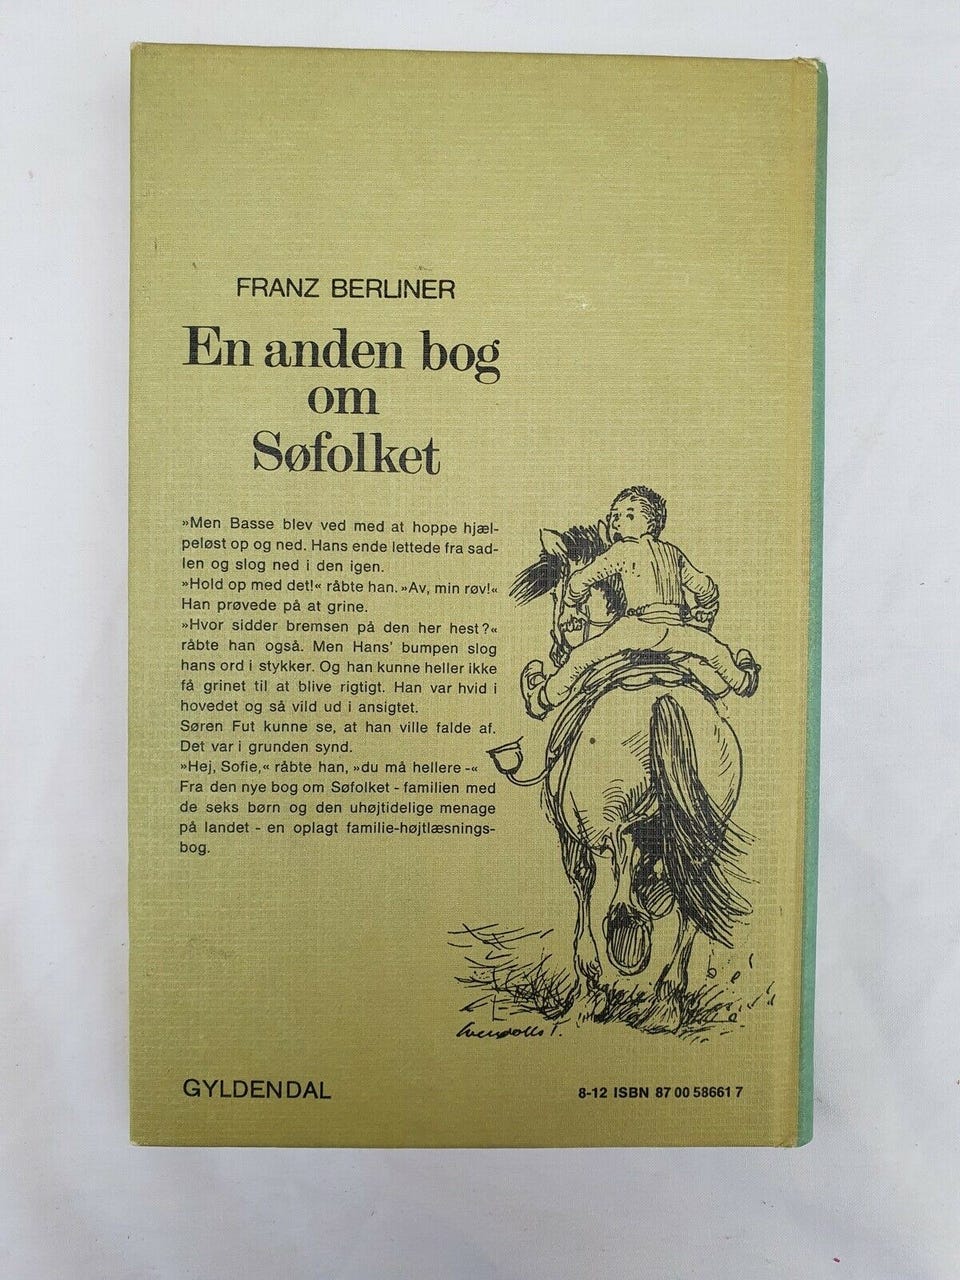 FRANZ BERLINER
En anden bog
om
Søfolket
»Men Basse blev ved med at hoppe hjæl-
peløst op og ned. Hans ende lettede fra sad-
len og slog ned i den igen.
»Hold op med det!« råbte han. »Av, min røv!«
Han prøvede på at grine.
»Hvor sidder bremsen på den her hest?«
råbte han også. Men Hans' bumpen slog
hans ord i stykker. Og han kunne heller ikke
få grinet til at blive rigtigt. Han var hvid i
hovedet og så vild ud i ansigtet.
Søren Fut kunne se, at han ville falde af.
Det var i grunden synd.
»Hej, Sofie,« råbte han, »du må hellere -«
Fra den nye bog om Søfolket - familien med
de seks børn og den uhøjtidelige menage
på landet - en oplagt familie-højtlæsnings-
bog.
GYLDENDAL
8-12 ISBN 87 00 58661 7